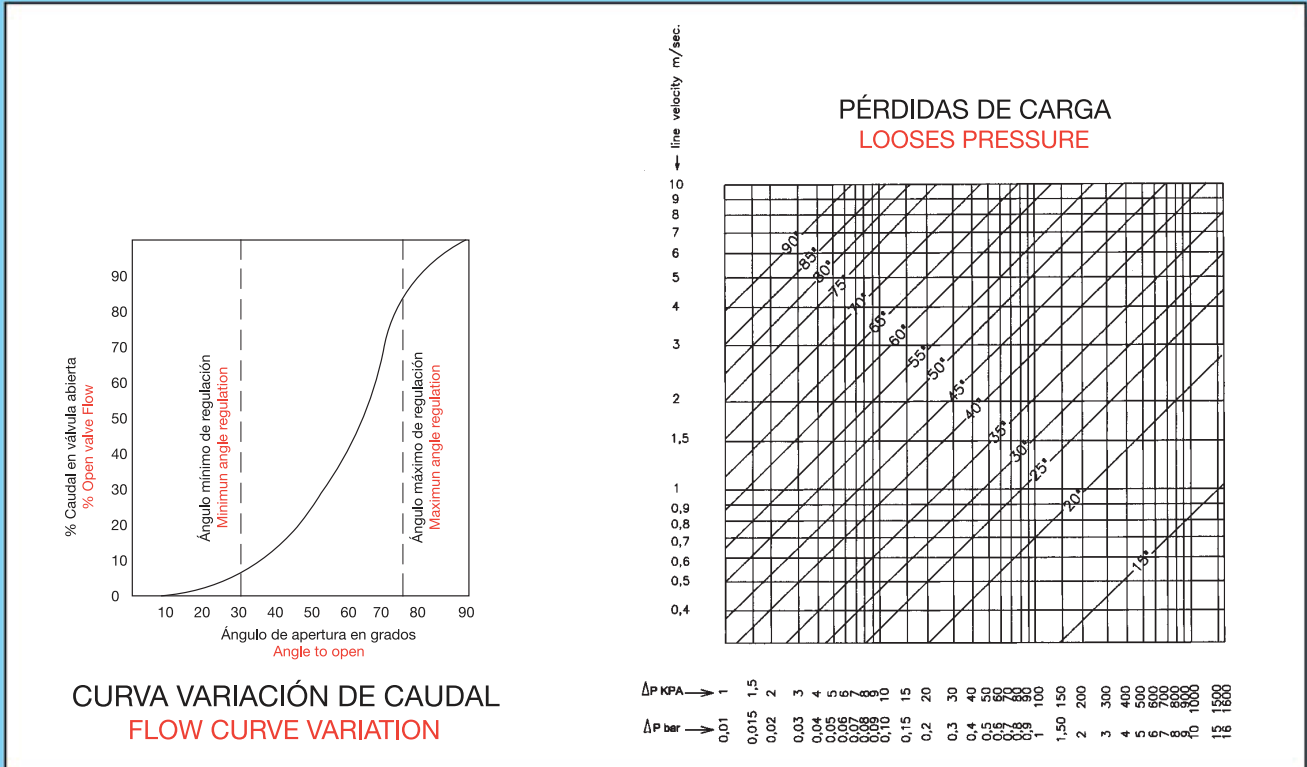 % Caudal en válvula abierta
% Open valve Flow
90
80
70
60
50
40
30
20
10
0
Ángulo mínimo de regulación
Minimun angle regulation
Ángulo máximo de regulación
Maximun angle regulation
10 20 30 40 50 60 70 80 90
Ángulo de apertura en grados
Angle to open
CURVA VARIACIÓN DE CAUDAL
FLOW CURVE VARIATION
line velocity m/sec.
PÉRDIDAS DE CARGA
LOOSES PRESSURE
10
9
8
7
6
5
4
3
2
1,5
1
0,9
0,8
0,7
0,6
0,5
0,4
90°
85°
80°
75°
70°
65°
60°
55°
50°
45°
40°
35°
30°
25°
20°
15°
ΔP KPA 1 1,5 2 3 4 5 6 7 8 9 10 15 20 30 40 50 60 70 80 90 100 150 200 300 400 500 600 700 800 900 1000 1500 1600
ΔP bar 0,01 0,015 0,02 0,03 0,04 0,05 0,06 0,07 0,08 0,09 0,10 0,15 0,2 0,3 0,4 0,5 0,6 0,7 0,8 0,9 1 1,50 2 3 4 5 6 7 8 9 10 15 16